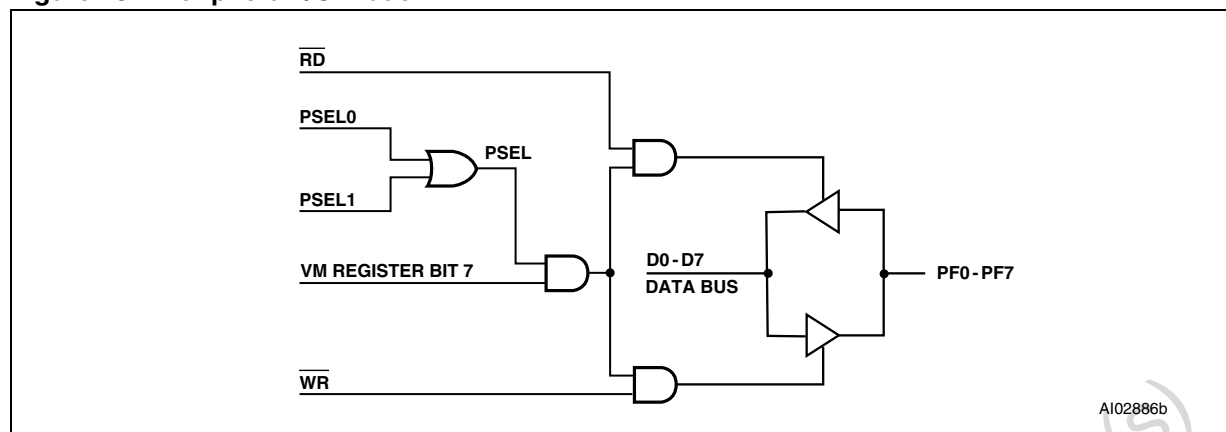 RD
PSEL0
PSEL
PSEL1
VM REGISTER BIT 7
D0 - D7
DATA BUS
PF0 - PF7
WR
AI02886b